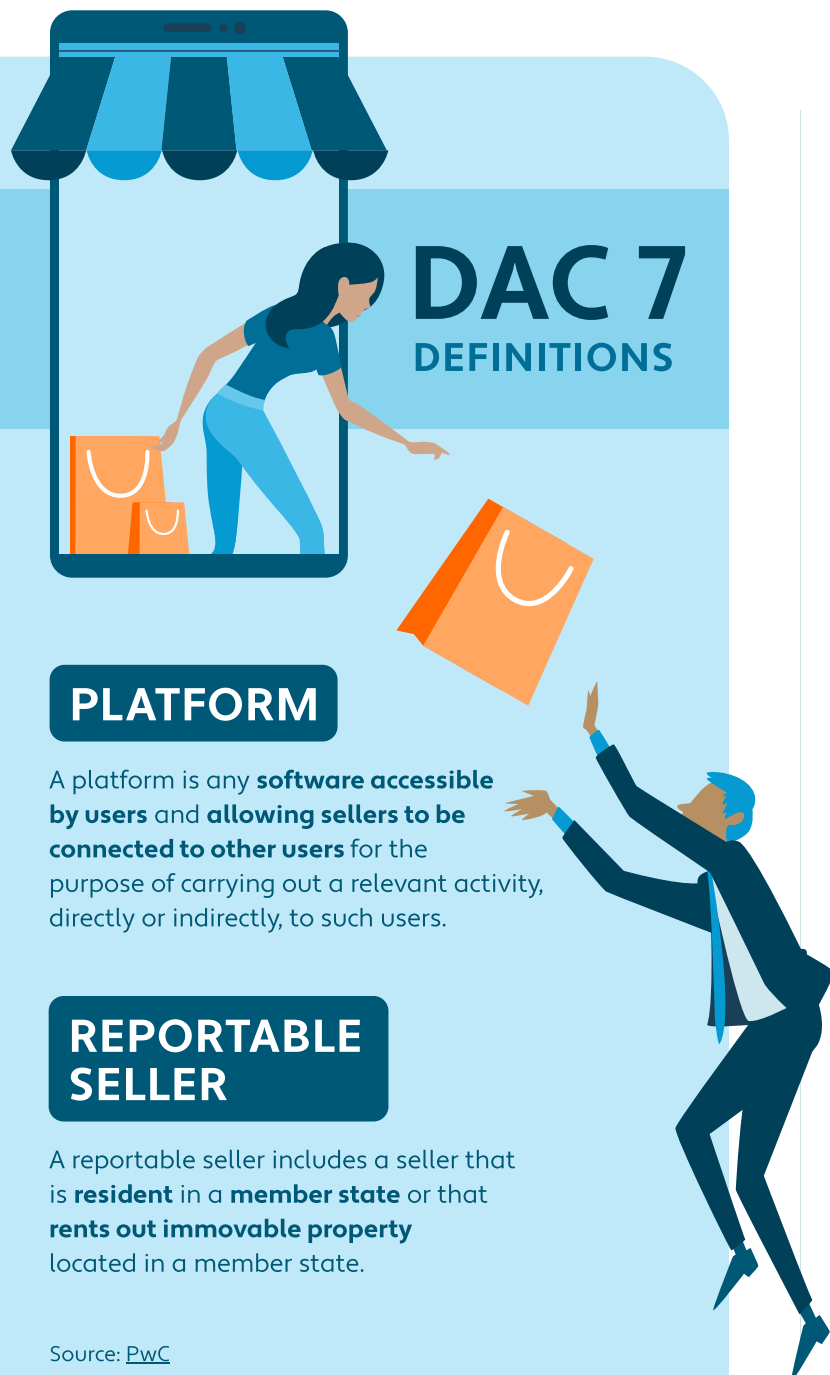 DAC 7
DEFINITIONS
PLATFORM
A platform is any software accessible
by users and allowing sellers to be
connected to other users for the
purpose of carrying out a relevant activity,
directly or indirectly, to such users.
REPORTABLE
SELLER
A reportable seller includes a seller that
is resident in a member state or that
rents out immovable property
located in a member state.
Source: PwC